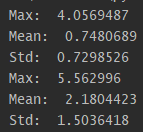 Max:  4.0569487
Mean:  0.7480689
Std:  0.7298526
Max:  5.562996
Mean:  2.1804423
Std:  1.5036418